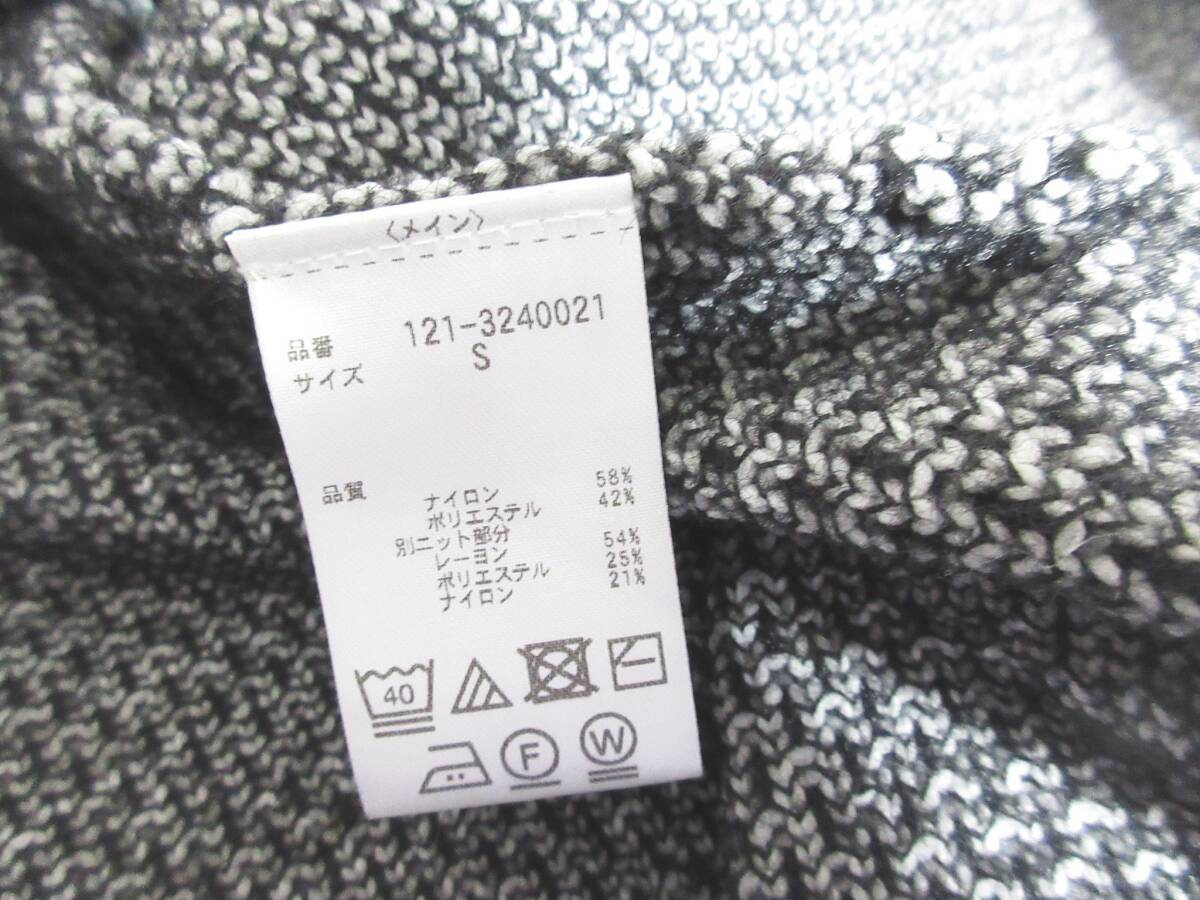 〈メイン〉
品番 121-3240021
サイズ S
品質 ナイロン 58%
ポリエステル 42%
別ニット部分
レーヨン 54%
ポリエステル 25%
ナイロン 21%
40
F W